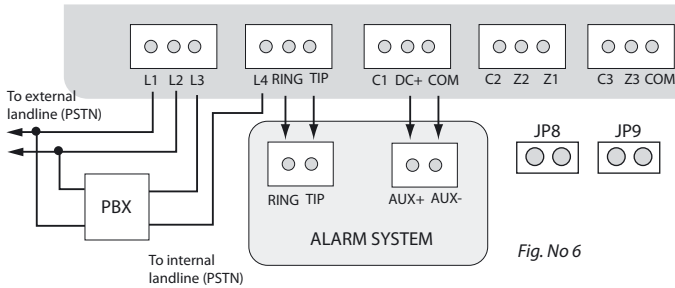 L1 L2 L3
L4 RING TIP
C1 DC+ COM
C2 Z2 Z1
C3 Z3 COM
To external
landline (PSTN)
JP8
JP9
RING TIP
AUX+ AUX-
PBX
ALARM SYSTEM
Fig. No 6
To internal
landline (PSTN)